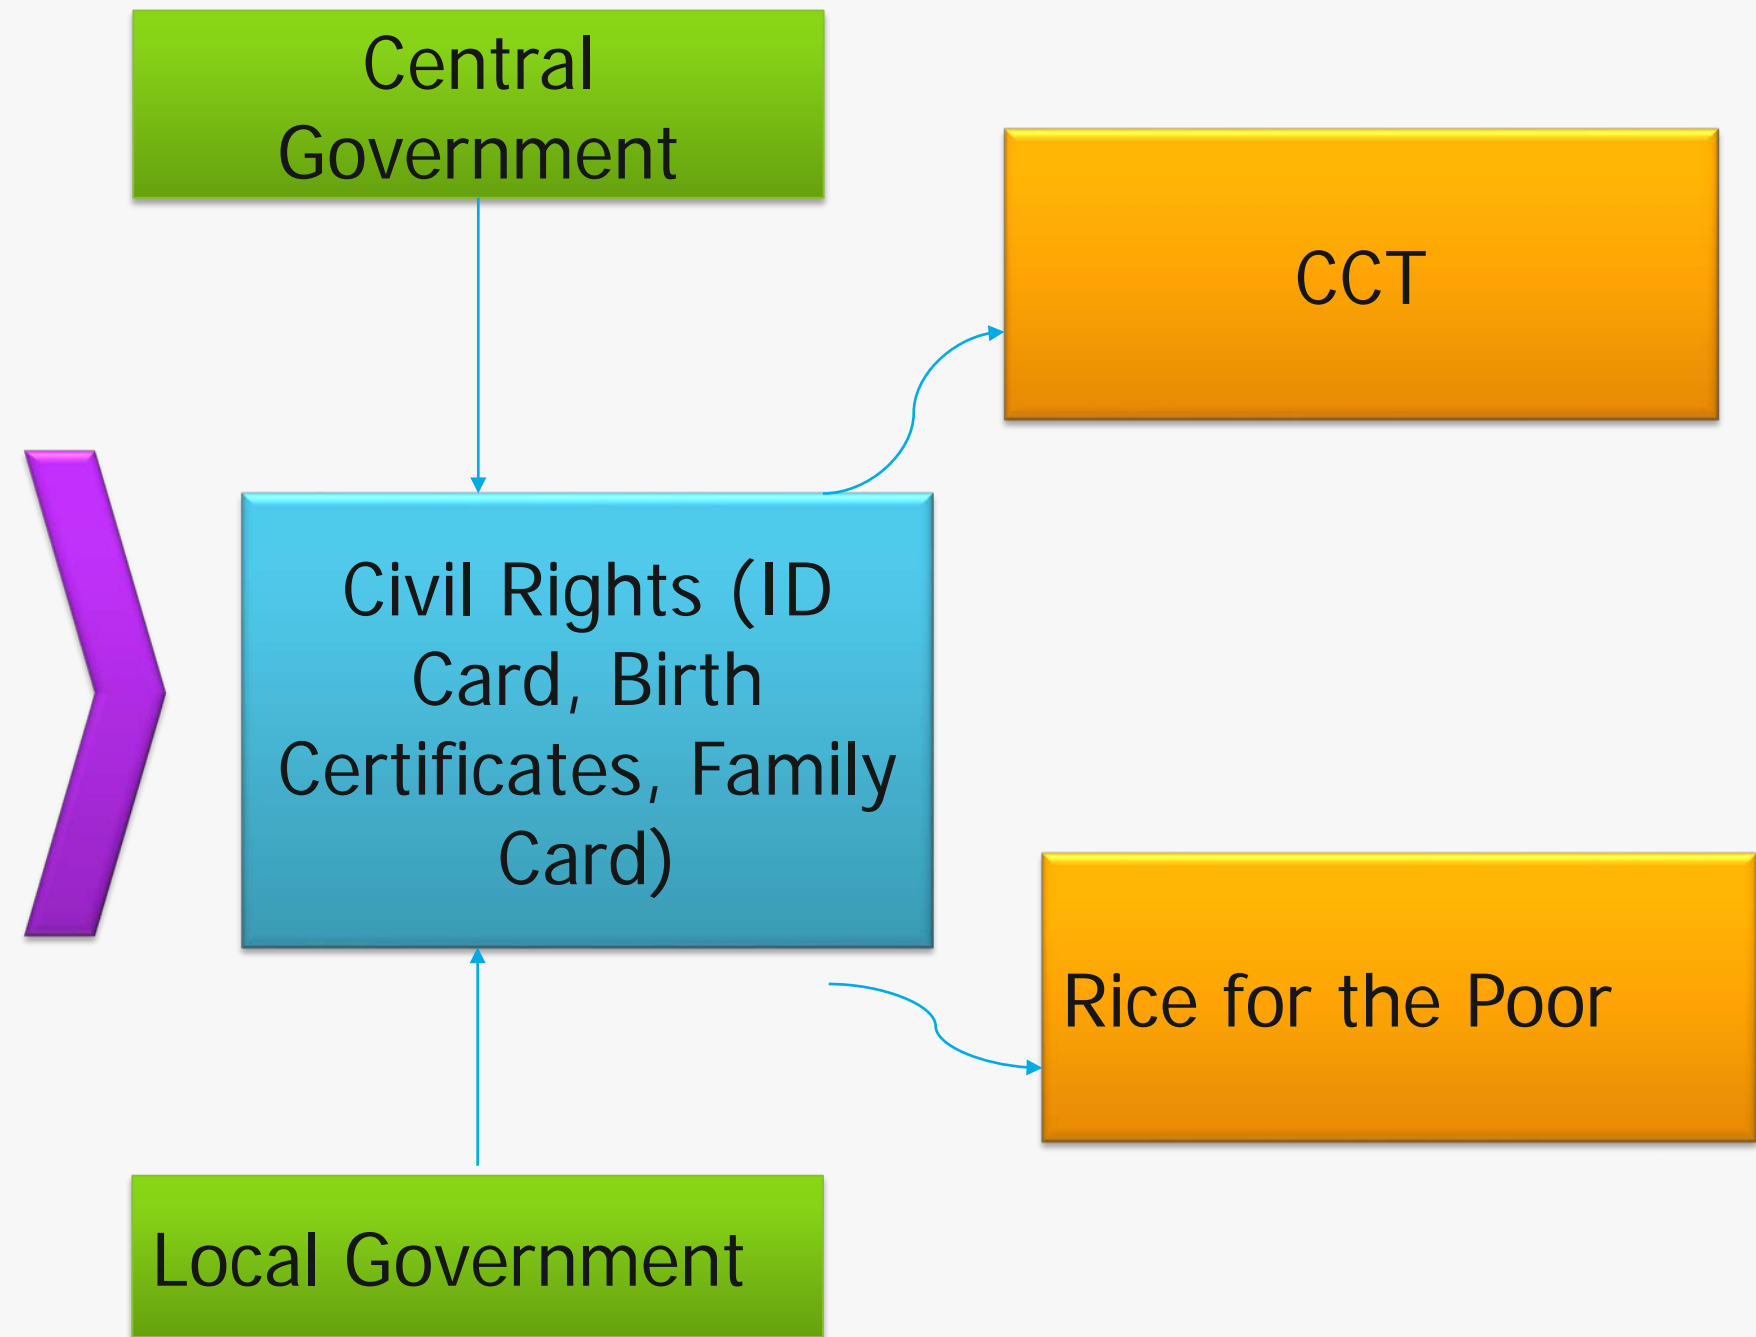 Central
Government
CCT
Civil Rights (ID
Card, Birth
Certificates, Family
Card)
Rice for the Poor
Local Government